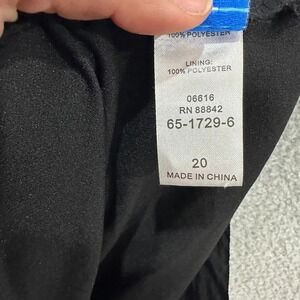 100% POLYESTER
LINING:
100% POLYESTER
06616
RN 88842
65-1729-6
20
MADE IN CHINA